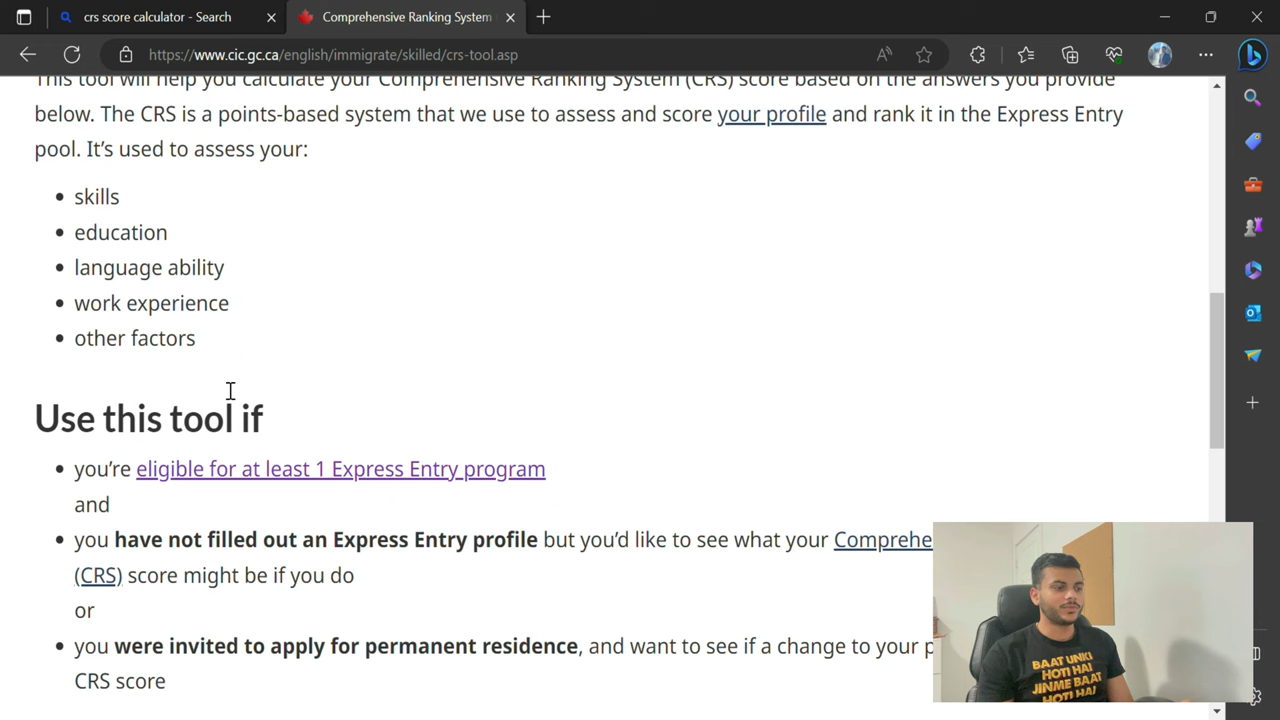 crs score calculator - Search
Comprehensive Ranking System
https://www.cic.gc.ca/english/immigrate/skilled/crs-tool.asp
This tool will help you calculate your Comprehensive Ranking System (CRS) score based on the answers you provide
below. The CRS is a points-based system that we use to assess and score your profile and rank it in the Express Entry
pool. It’s used to assess your:
• skills
• education
• language ability
• work experience
• other factors
Use this tool if
• you’re eligible for at least 1 Express Entry program
and
• you have not filled out an Express Entry profile but you’d like to see what your Comprehe
(CRS) score might be if you do
or
• you were invited to apply for permanent residence, and want to see if a change to your p
CRS score
BAAT UNKI
HOTI HAI
JINME BAAT
HOTI HAI